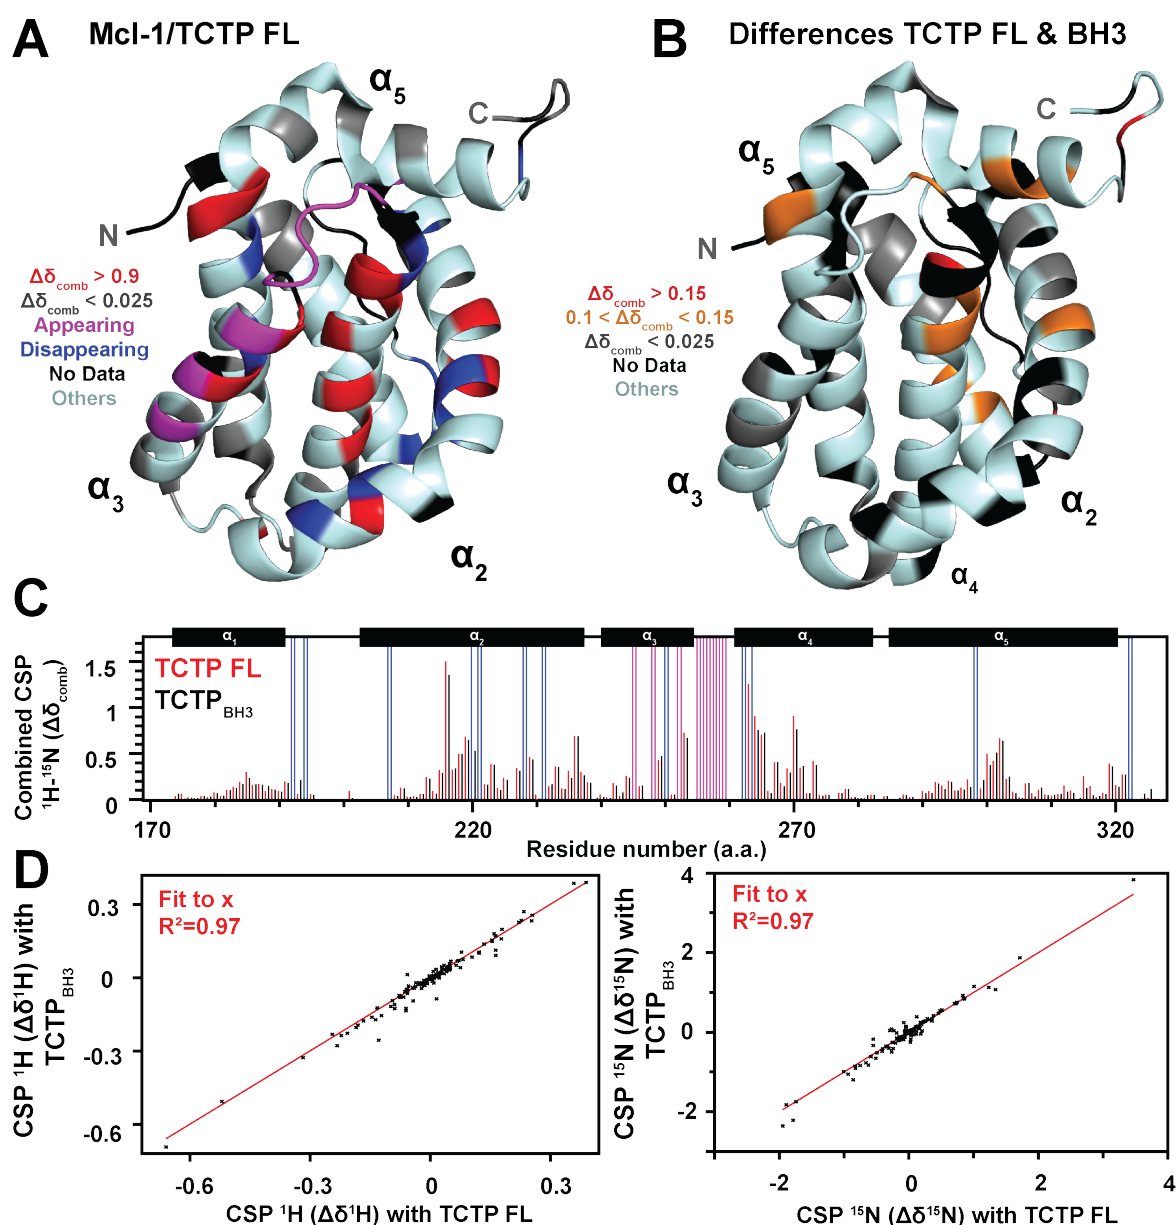 A Mcl-1/TCTP FL
α5
C
N
Δδcomb > 0.9
Δδcomb < 0.025
Appearing
Disappearing
No Data
Others
α3
α2
B Differences TCTP FL & BH3
C
α5
N
Δδcomb > 0.15
0.1 < Δδcomb < 0.15
Δδcomb < 0.025
No Data
Others
α3
α2
α4
C
α1 α2 α3 α4 α5
Combined CSP
¹H-¹⁵N (Δδcomb)
1.5
1
0.5
0
TCTP FL
TCTPBH3
170 220 270 320
Residue number (a.a.)
D
CSP ¹H (Δδ¹H) with
TCTPBH3
0.3
0
-0.3
-0.6
Fit to x
R²=0.97
-0.6 -0.3 0 0.3
CSP ¹H (Δδ¹H) with TCTP FL
CSP ¹⁵N (Δδ¹⁵N) with
TCTPBH3
4
2
0
-2
Fit to x
R²=0.97
-2 0 2 4
CSP ¹⁵N (Δδ¹⁵N) with TCTP FL